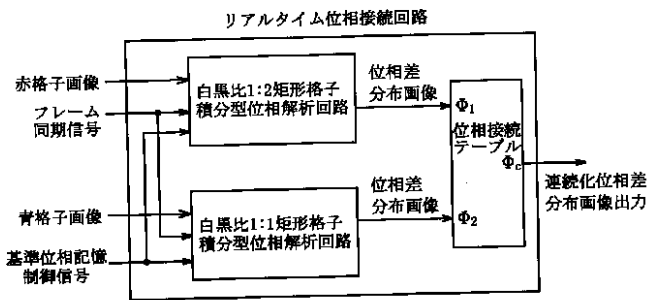 リアルタイム位相接続回路
赤格子画像
フレーム
同期信号
白黒比1:2矩形格子
積分型位相解析回路
位相差
分布画像
Φ1
位相接続
テーブル
Φc
連続化位相差
分布画像出力
青格子画像
基準位相記憶
制御信号
白黒比1:1矩形格子
積分型位相解析回路
位相差
分布画像
Φ2